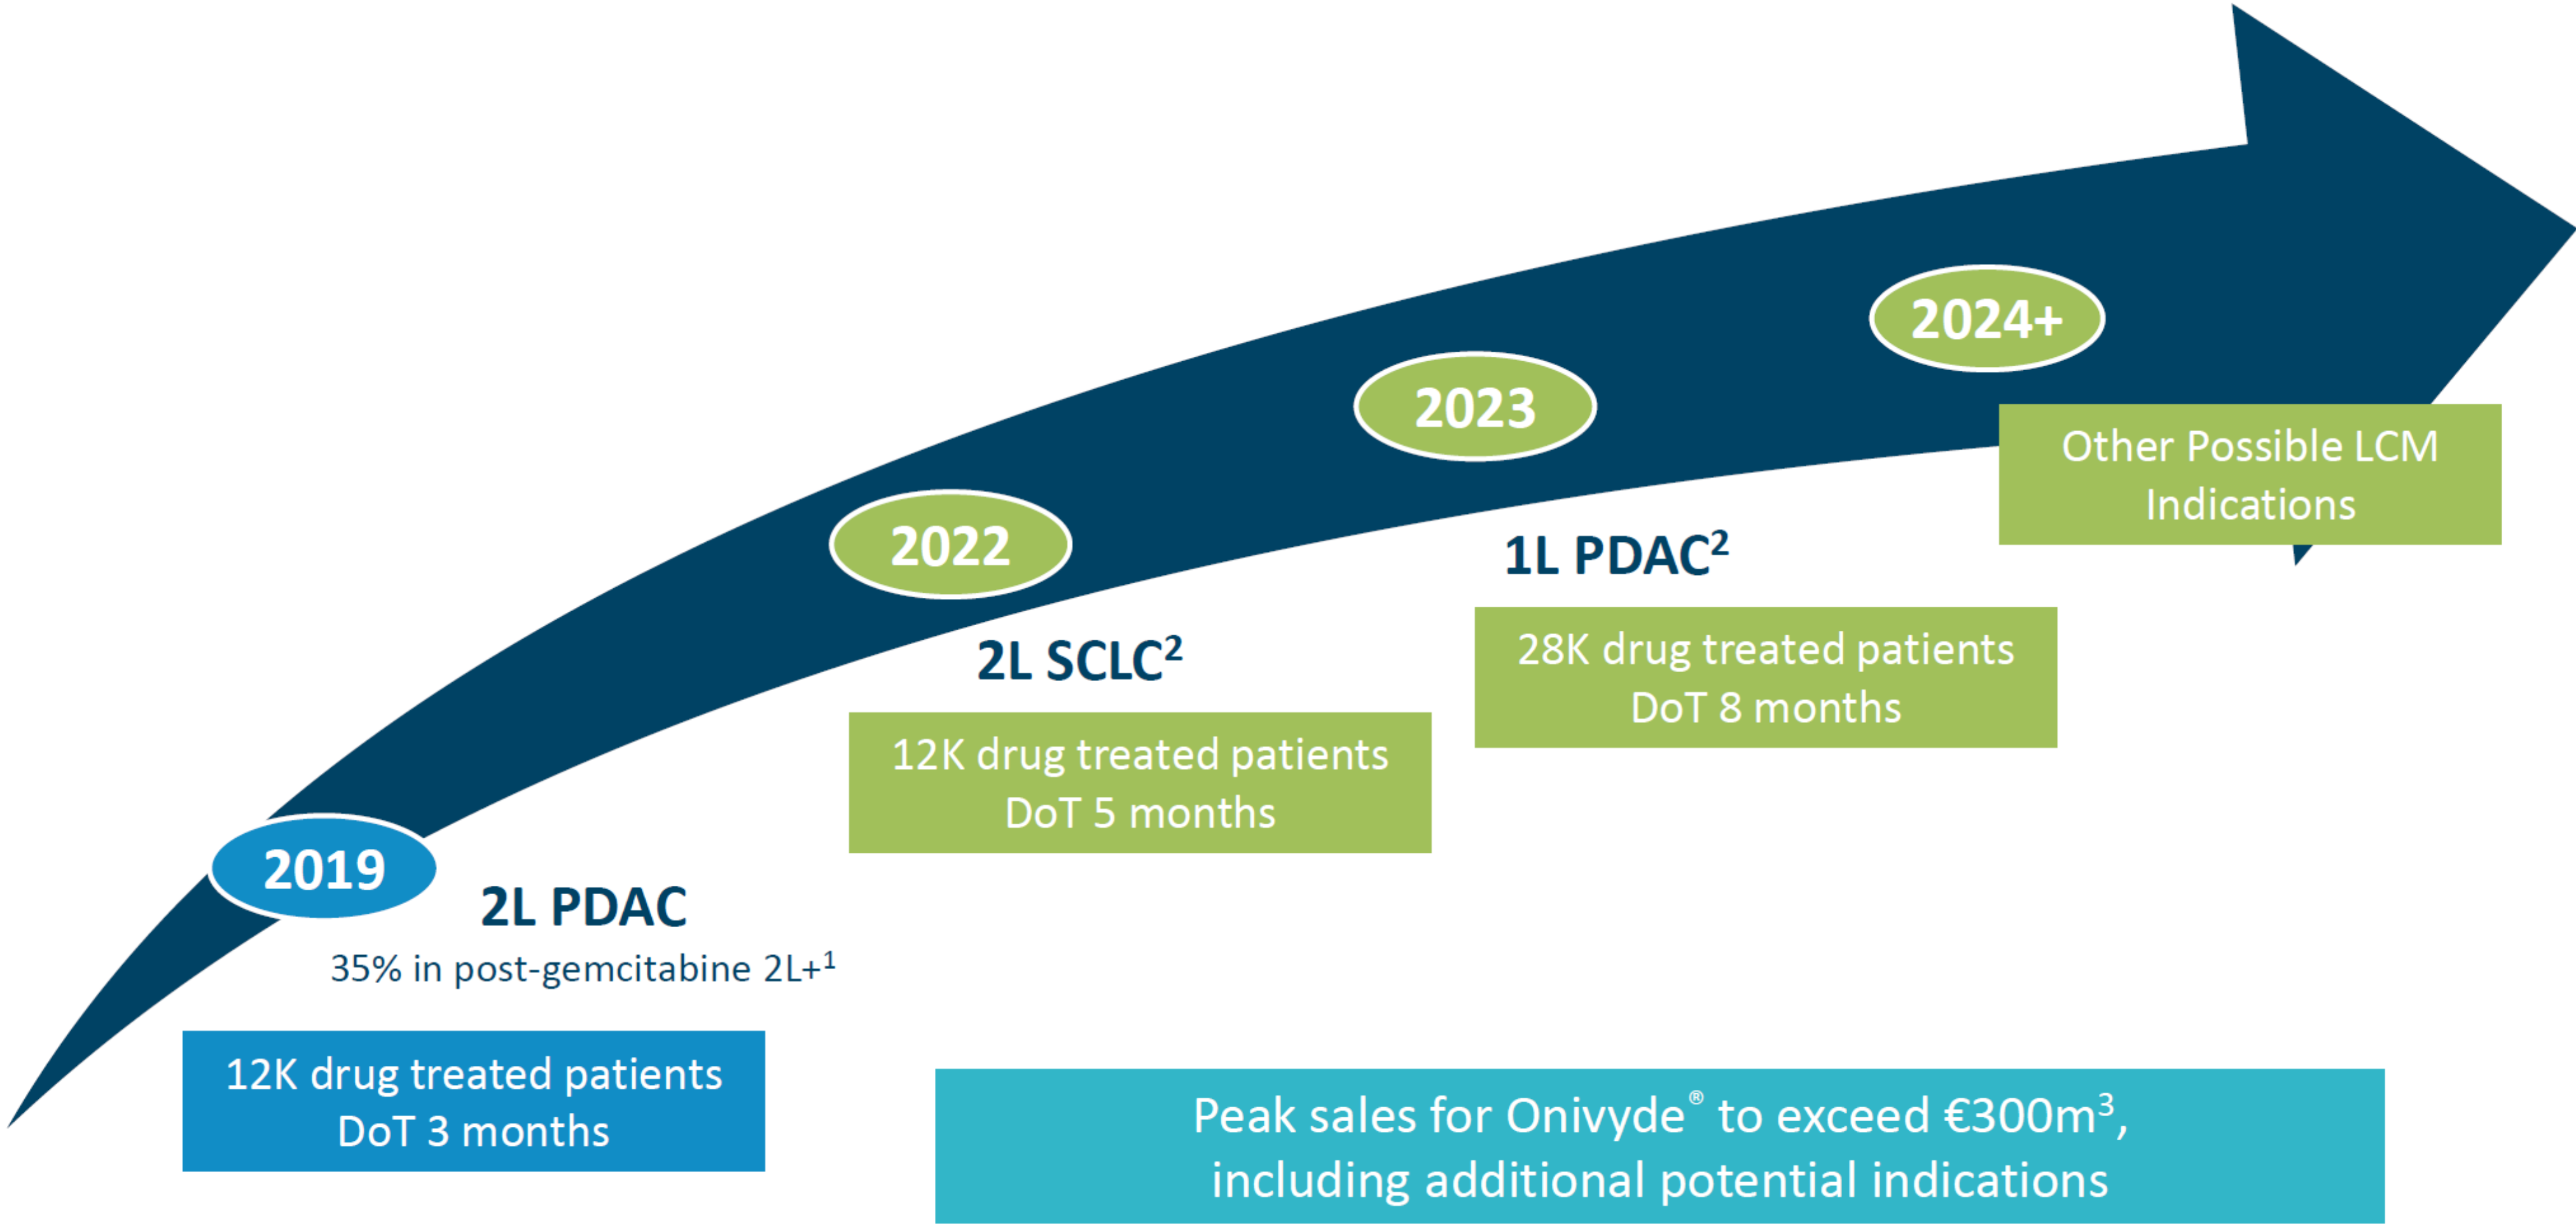 2019
2L PDAC
35% in post-gemcitabine 2L+¹
12K drug treated patients
DoT 3 months
2022
2L SCLC²
12K drug treated patients
DoT 5 months
2023
1L PDAC²
28K drug treated patients
DoT 8 months
2024+
Other Possible LCM
Indications
Peak sales for Onivyde® to exceed €300m³,
including additional potential indications